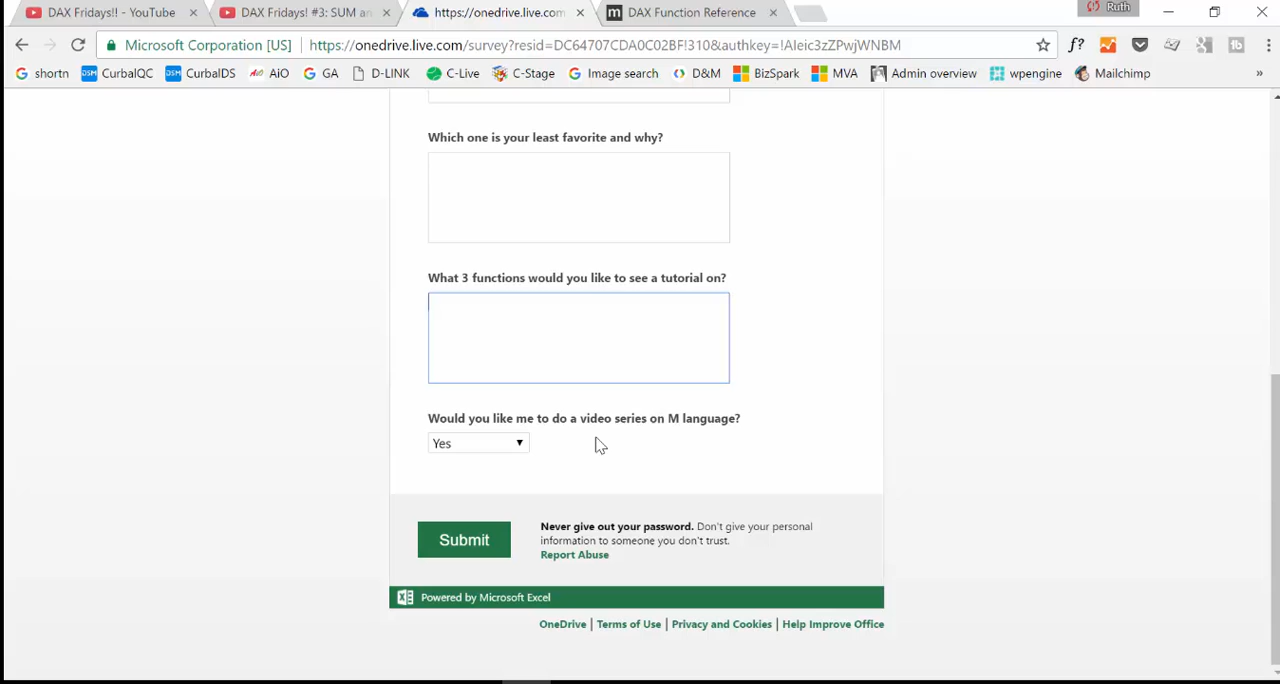 DAX Fridays!! - YouTube × DAX Fridays! #3: SUM an × https://onedrive.live.com × DAX Function Reference × Ruth
Microsoft Corporation [US] https://onedrive.live.com/survey?resid=DC64707CDA0C02BF!310&authkey=!AIeic3zZPwjWNBM f?
shortn CurbalQC CurbalDS AiO GA D-LINK C-Live C-Stage Image search D&M BizSpark MVA Admin overview wpengine Mailchimp »
Which one is your least favorite and why?
What 3 functions would you like to see a tutorial on?
Would you like me to do a video series on M language?
Yes
Submit
Never give out your password. Don't give your personal
information to someone you don't trust.
Report Abuse
Powered by Microsoft Excel
OneDrive | Terms of Use | Privacy and Cookies | Help Improve Office